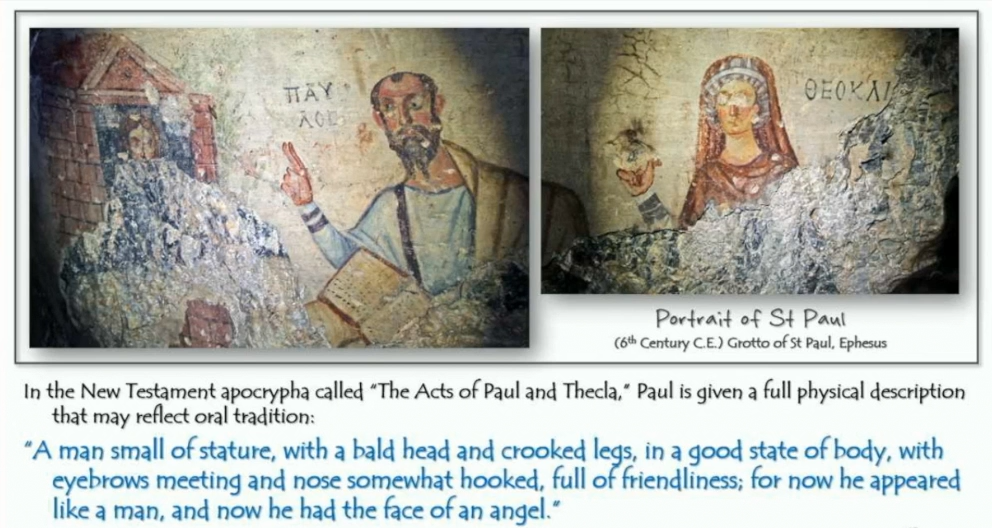 ΠΑΥ
ΛΟС
ΘΕΟΚΛΙ
Portrait of St Paul
(6th Century C.E.) Grotto of St Paul, Ephesus
In the New Testament apocrypha called “The Acts of Paul and Thecla,” Paul is given a full physical description
that may reflect oral tradition:
“A man small of stature, with a bald head and crooked legs, in a good state of body, with
eyebrows meeting and nose somewhat hooked, full of friendliness; for now he appeared
like a man, and now he had the face of an angel.”